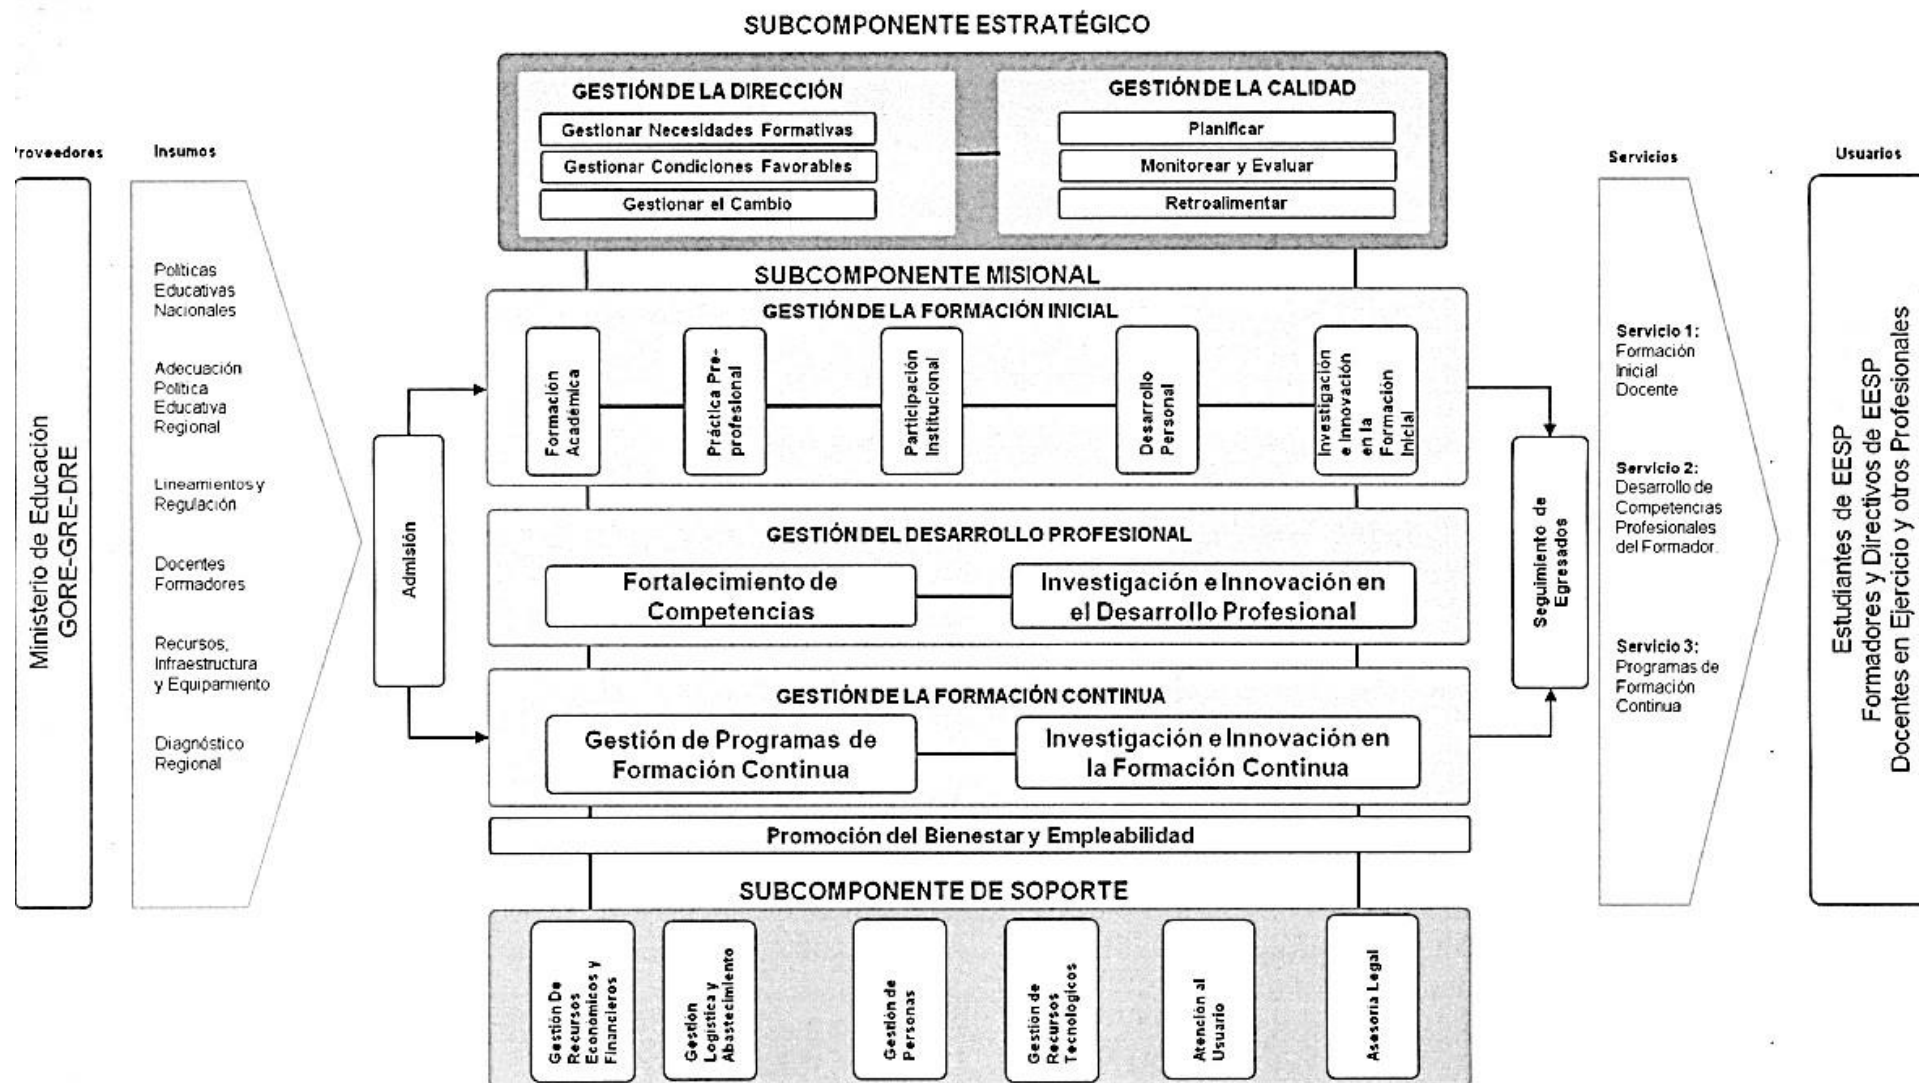 SUBCOMPONENTE ESTRATÉGICO
GESTIÓN DE LA DIRECCIÓN
Gestionar Necesidades Formativas
Gestionar Condiciones Favorables
Gestionar el Cambio
GESTIÓN DE LA CALIDAD
Planificar
Monitorear y Evaluar
Retroalimentar
roveedores
Ministerio de Educación
GORE-GRE-DRE
Insumos
Políticas
Educativas
Nacionales
Adecuación
Política
Educativa
Regional
Lineamientos y
Regulación
Docentes
Formadores
Recursos,
Infraestructura
y Equipamiento
Diagnóstico
Regional
Admisión
SUBCOMPONENTE MISIONAL
GESTIÓN DE LA FORMACIÓN INICIAL
Formación
Académica
Práctica Pre-
profesional
Participación
Institucional
Desarrollo
Personal
Investigación
e Innovación
en la
Formación
Inicial
GESTIÓN DEL DESARROLLO PROFESIONAL
Fortalecimiento de
Competencias
Investigación e Innovación en
el Desarrollo Profesional
GESTIÓN DE LA FORMACIÓN CONTINUA
Gestión de Programas de
Formación Continua
Investigación e Innovación en
la Formación Continua
Promoción del Bienestar y Empleabilidad
SUBCOMPONENTE DE SOPORTE
Gestión De
Recursos
Económicos y
Financieros
Gestión
Logística y
Abastecimiento
Gestión de
Personas
Gestión de
Recursos
Tecnologicos
Atención al
Usuario
Asesoría Legal
Seguimiento de
Egresados
Servicios
Servicio 1:
Formación
Inicial
Docente
Servicio 2:
Desarrollo de
Competencias
Profesionales
del Formador.
Servicio 3:
Programas de
Formación
Continua
Usuarios
Estudiantes de EESP
Formadores y Directivos de EESP
Docentes en Ejercicio y otros Profesionales